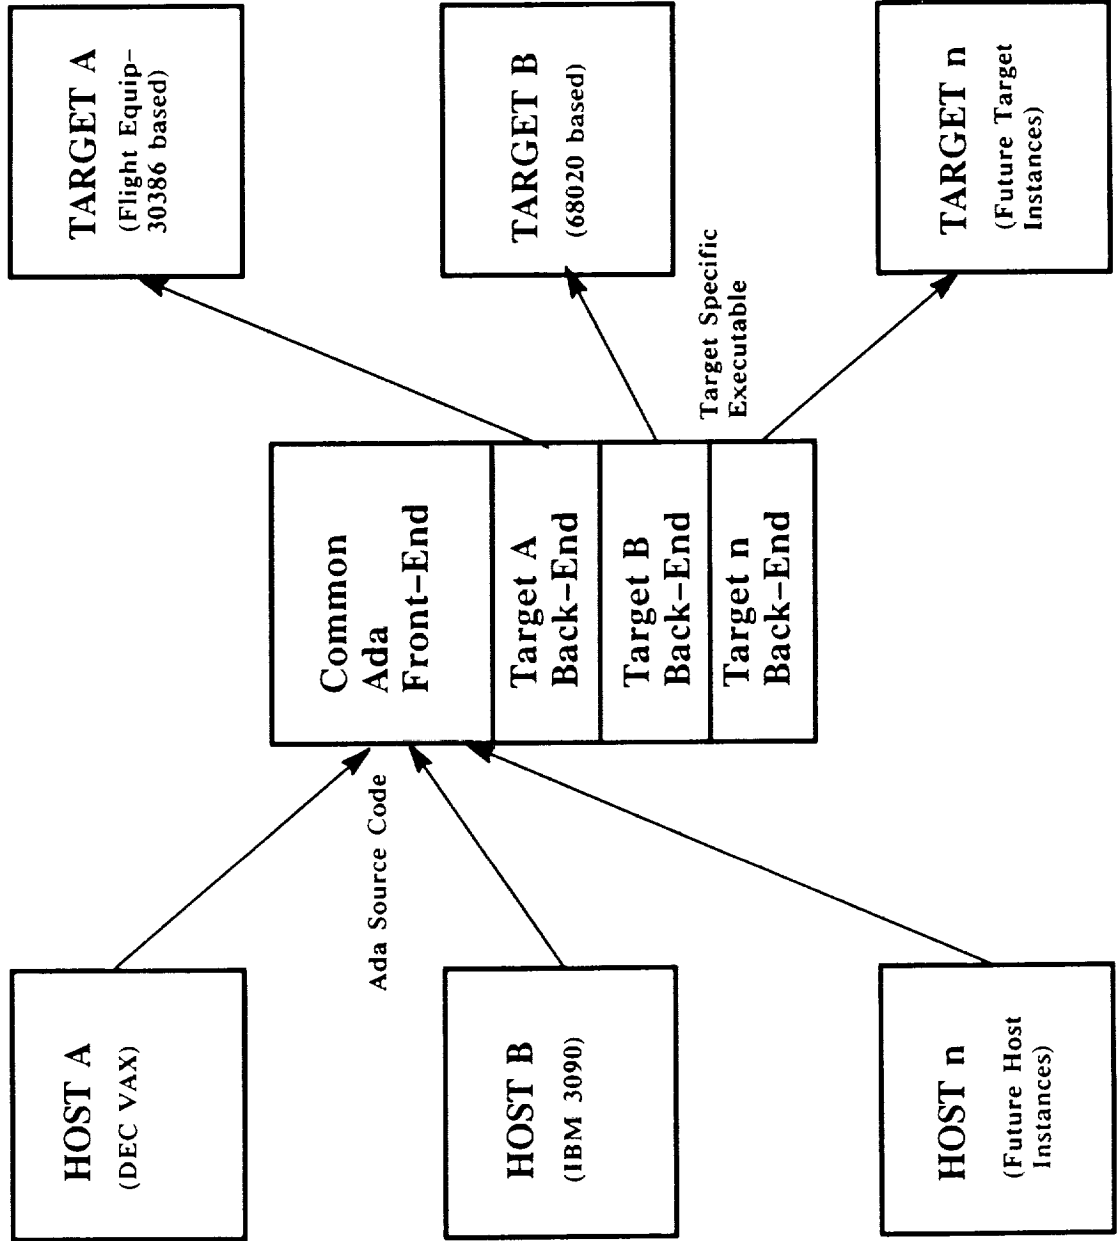 HOST A
(DEC VAX)
HOST B
(IBM 3090)
HOST n
(Future Host
Instances)
Ada Source Code
Common
Ada
Front–End
Target A
Back–End
Target B
Back–End
Target n
Back–End
Target Specific
Executable
TARGET A
(Flight Equip–
30386 based)
TARGET B
(68020 based)
TARGET n
(Future Target
Instances)